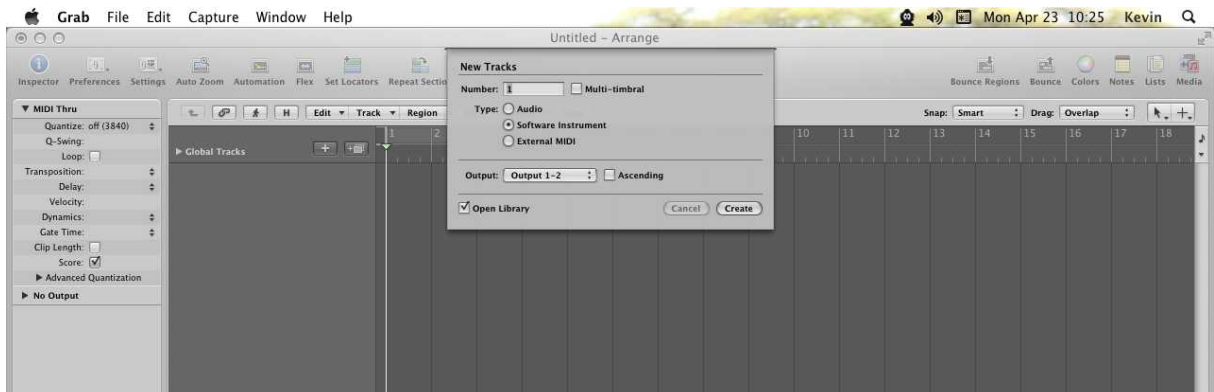 Grab File Edit Capture Window Help Mon Apr 23 10:25 Kevin
Untitled – Arrange
Inspector Preferences Settings Auto Zoom Automation Flex Set Locators Repeat Sectio Bounce Regions Bounce Colors Notes Lists Media
New Tracks
Number: 1 Multi-timbral
Type: Audio
Software Instrument
External MIDI
Output: Output 1-2 Ascending
Open Library Cancel Create
MIDI Thru
H Edit Track Region
Snap: Smart Drag: Overlap
Quantize: off (3840)
Q-Swing:
Loop:
Transposition:
Delay:
Velocity:
Dynamics:
Gate Time:
Clip Length:
Score:
Advanced Quantization
No Output
Global Tracks
1 2 10 11 12 13 14 15 16 17 18